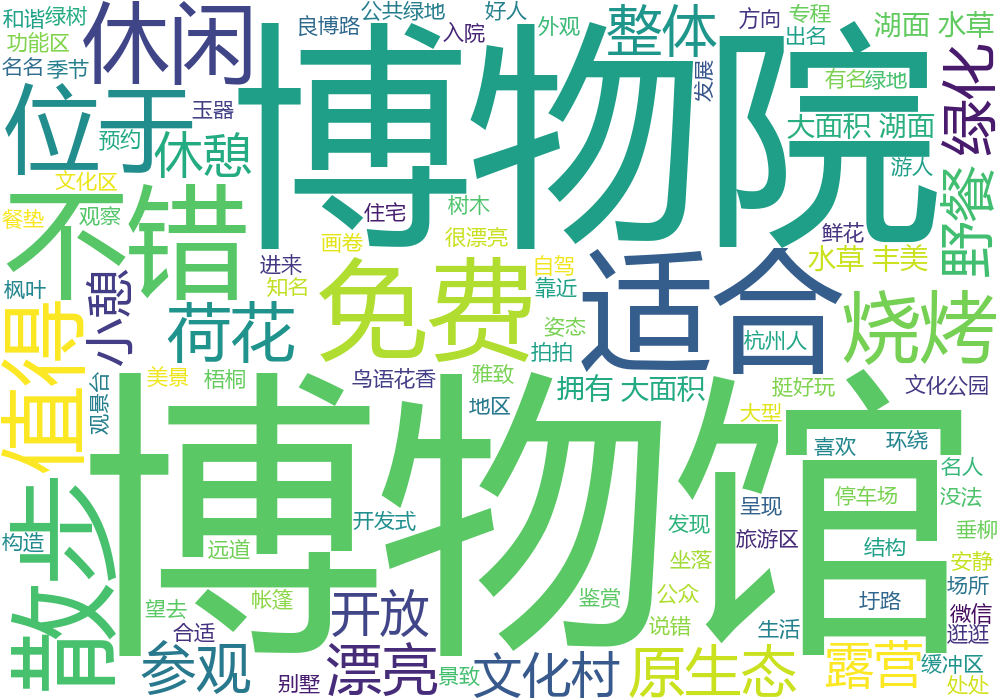 和谐 绿树
功能区
名名 季节
休闲
良博路
公共绿地
入院
好人
外观
整体
方向
专程
出名
湖面 水草
有名 绿地
发展
绿化
博物院
玉器
位于
预约
休憩
大面积 湖面
游人
文化区
餐垫
观察
不错
住宅
树木
很漂亮
画卷
鲜花
野餐
水草 丰美
枫叶
小憩
进来
知名
免费
自驾
靠近
适合
姿态
拍拍
杭州人
烧烤
荷花
值得
观景台
美景
梧桐
鸟语花香
雅致
地区
拥有 大面积
挺好玩
文化公园
大型
喜欢
环绕
名人
博物馆
停车场
没法
呈现
垂柳
开发式
发现
旅游区
结构
构造
远道
散步
坐落
安静
场所
帐篷
鉴赏
公众
圩路
微信
望去
合适
开放
说错
生活
逛逛
参观
别墅
漂亮
景致
文化村
原生态
露营
缓冲区
处处